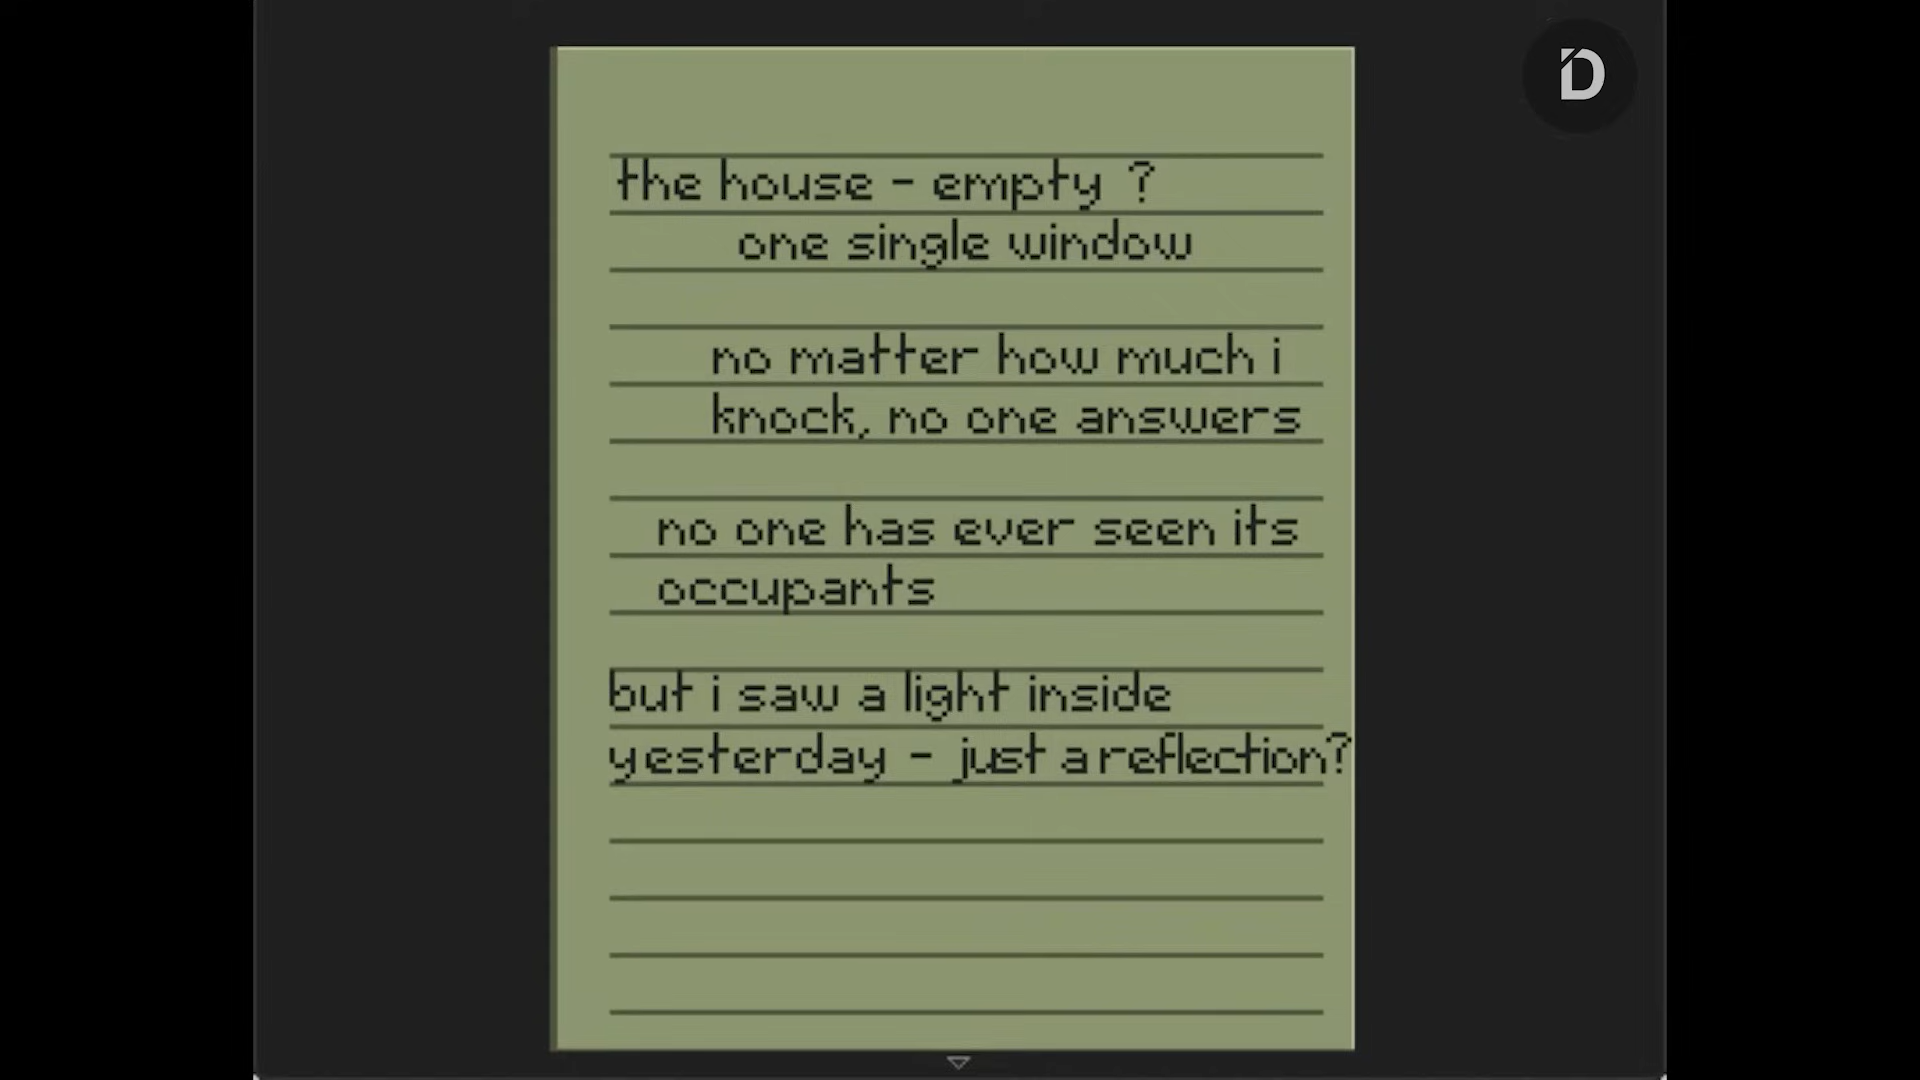 the house - empty ?
one single window
no matter how much i
knock, no one answers
no one has ever seen its
occupants
but i saw a light inside
yesterday - just a reflection?
D